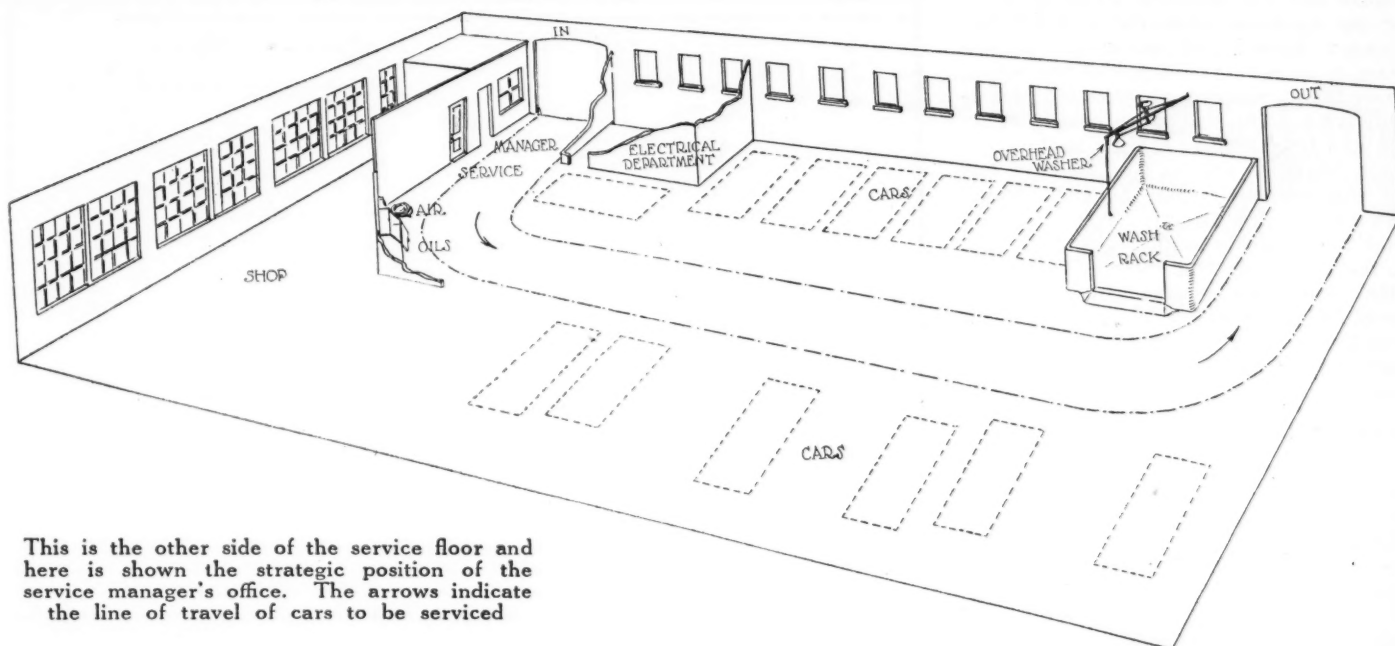 IN
OUT
MANAGER
SERVICE
ELECTRICAL
DEPARTMENT
OVERHEAD
WASHER
CARS
AIR
OILS
WASH
RACK
SHOP
CARS
This is the other side of the service floor and
here is shown the strategic position of the
service manager's office. The arrows indicate
the line of travel of cars to be serviced